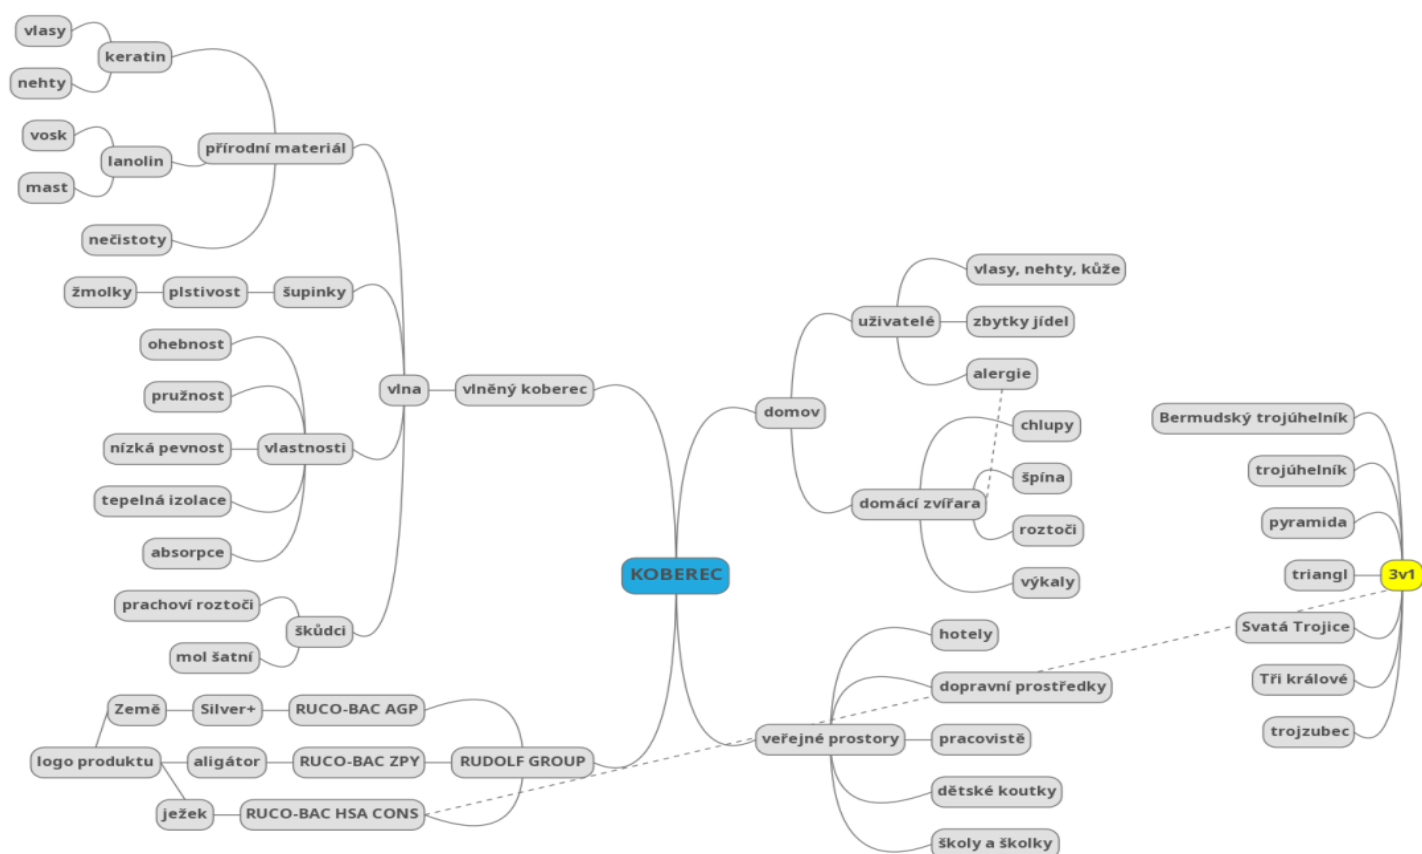 vlasy
keratin
nehty
vosk
lanolin
přírodní materiál
mast
nečistoty
žmolky
plstivost
šupinky
ohebnost
pružnost
nízká pevnost
vlastnosti
tepelná izolace
absorpce
vlna
vlněný koberec
prachoví roztoči
škůdci
mol šatní
Země
Silver+
RUCO-BAC AGP
logo produktu
aligátor
RUCO-BAC ZPY
RUDOLF GROUP
ježek
RUCO-BAC HSA CONS
KOBEREC
domov
uživatelé
vlasy, nehty, kůže
zbytky jídel
alergie
domácí zvířara
chlupy
špína
roztoči
výkaly
veřejné prostory
hotely
dopravní prostředky
pracovistě
dětské koutky
školy a školky
Bermudský trojúhelník
trojúhelník
pyramida
triangl
3v1
Svatá Trojice
Tři králové
trojzubec